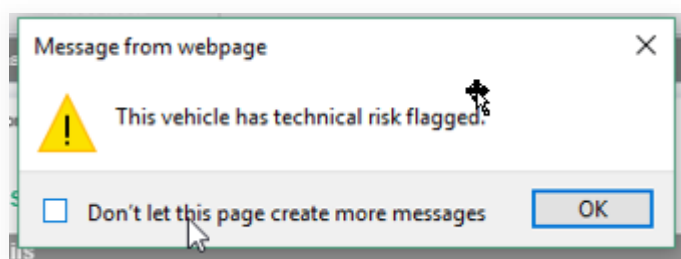 Message from webpage
This vehicle has technical risk flagged.
Don't let this page create more messages
OK